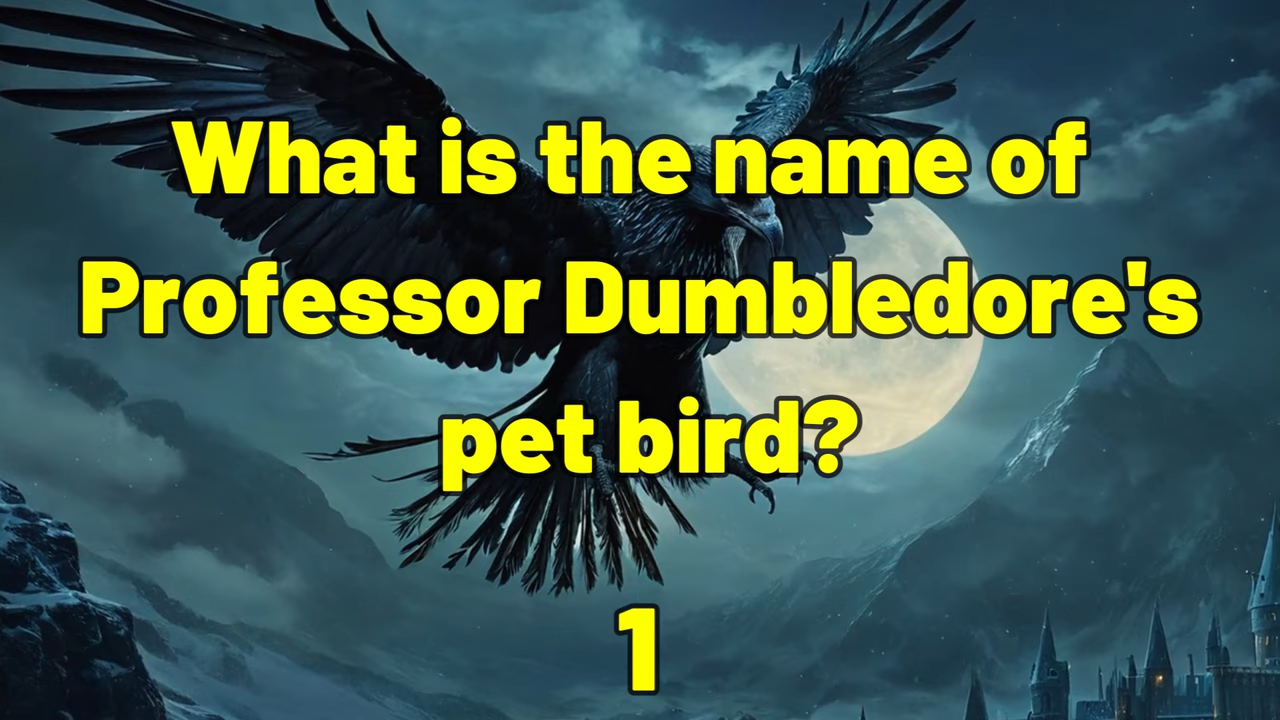 What is the name of
Professor Dumbledore's
pet bird?
1